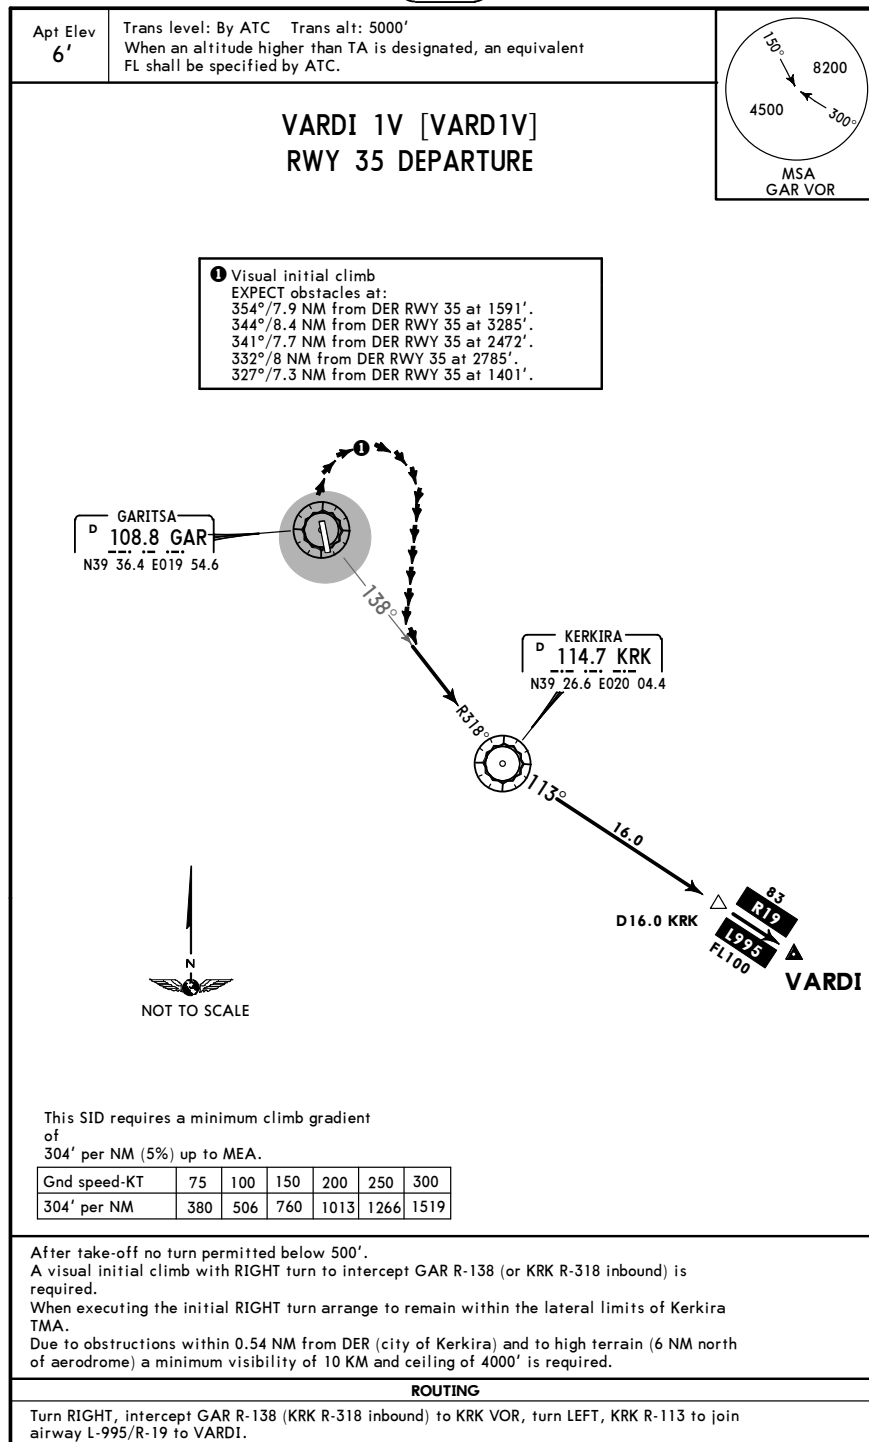 Apt Elev
6'
Trans level: By ATC Trans alt: 5000'
When an altitude higher than TA is designated, an equivalent
FL shall be specified by ATC.
150°
8200
4500
300°
MSA
GAR VOR
VARDI 1V [VARD1V]
RWY 35 DEPARTURE
1 Visual initial climb
EXPECT obstacles at:
354°/7.9 NM from DER RWY 35 at 1591'.
344°/8.4 NM from DER RWY 35 at 3285'.
341°/7.7 NM from DER RWY 35 at 2472'.
332°/8 NM from DER RWY 35 at 2785'.
327°/7.3 NM from DER RWY 35 at 1401'.
1
GARITSA
D 108.8 GAR
N39 36.4 E019 54.6
138°
KERKIRA
D 114.7 KRK
N39 26.6 E020 04.4
R318°
113°
16.0
D16.0 KRK
83
R19
L995
FL100
VARDI
N
NOT TO SCALE
This SID requires a minimum climb gradient
of
304' per NM (5%) up to MEA.
Gnd speed-KT 75 100 150 200 250 300
304' per NM 380 506 760 1013 1266 1519
After take-off no turn permitted below 500'.
A visual initial climb with RIGHT turn to intercept GAR R-138 (or KRK R-318 inbound) is
required.
When executing the initial RIGHT turn arrange to remain within the lateral limits of Kerkira
TMA.
Due to obstructions within 0.54 NM from DER (city of Kerkira) and to high terrain (6 NM north
of aerodrome) a minimum visibility of 10 KM and ceiling of 4000' is required.
ROUTING
Turn RIGHT, intercept GAR R-138 (KRK R-318 inbound) to KRK VOR, turn LEFT, KRK R-113 to join
airway L-995/R-19 to VARDI.